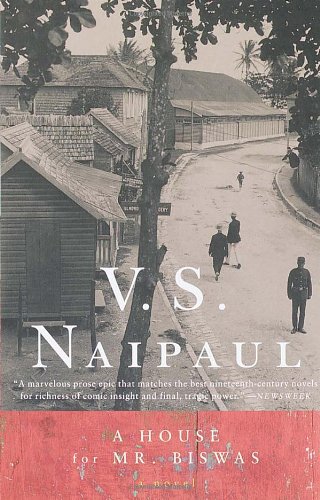 V. S.
NAIPAUL
"A marvelous prose epic that matches the best nineteenth-century novels
for richness of comic insight and final, tragic power." —NEWSWEEK
A HOUSE
for MR. BISWAS
a novel